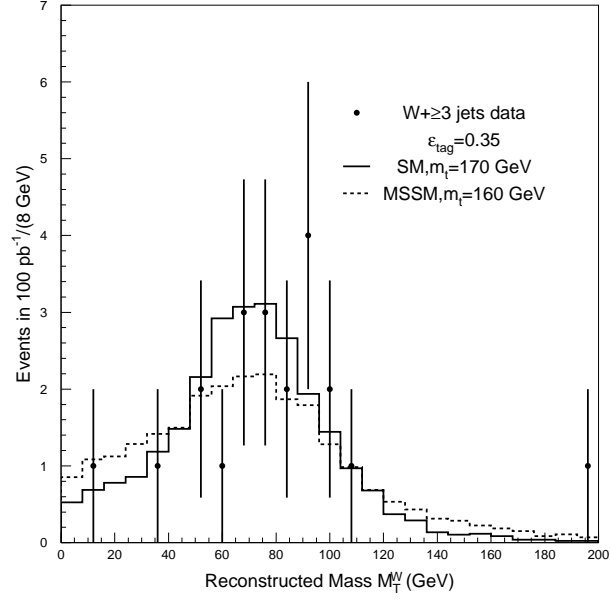 7
6
5
4
3
2
1
0
Events in 100 pb⁻¹/(8 GeV)
W+≥3 jets data
ε_tag=0.35
SM,m_t=170 GeV
MSSM,m_t=160 GeV
0 20 40 60 80 100 120 140 160 180 200
Reconstructed Mass M_T^W (GeV)